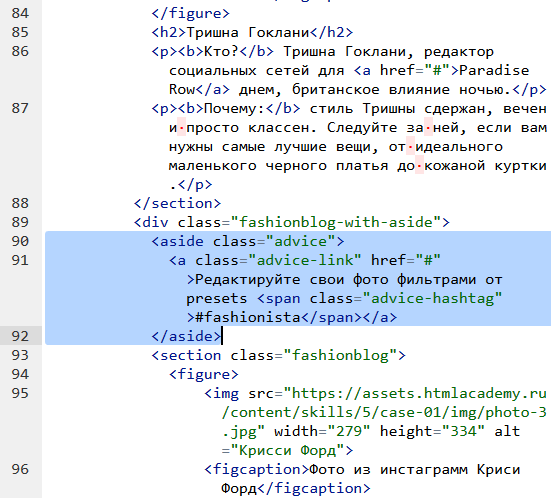 84 </figure>
85 <h2>Тришна Гоклани</h2>
86 <p><b>Кто?</b> Тришна Гоклани, редактор
социальных сетей для <a href="#">Paradise
Row</a> днем, британское влияние ночью.</p>
87 <p><b>Почему:</b> стиль Тришны сдержан, вечен
и·просто классен. Следуйте за·ней, если вам
нужны самые лучшие вещи, от·идеального
маленького черного платья до·кожаной куртки
.</p>
88 </section>
89 <div class="fashionblog-with-aside">
90 <aside class="advice">
91 <a class="advice-link" href="#"
>Редактируйте свои фото фильтрами от
presets <span class="advice-hashtag"
>#fashionista</span></a>
92 </aside>
93 <section class="fashionblog">
94 <figure>
95 <img src="https://assets.htmlacademy.ru
/content/skills/5/case-01/img/photo-3
.jpg" width="279" height="334" alt
="Крисси Форд">
96 <figcaption>Фото из инстаграмм Криси
Форд</figcaption>